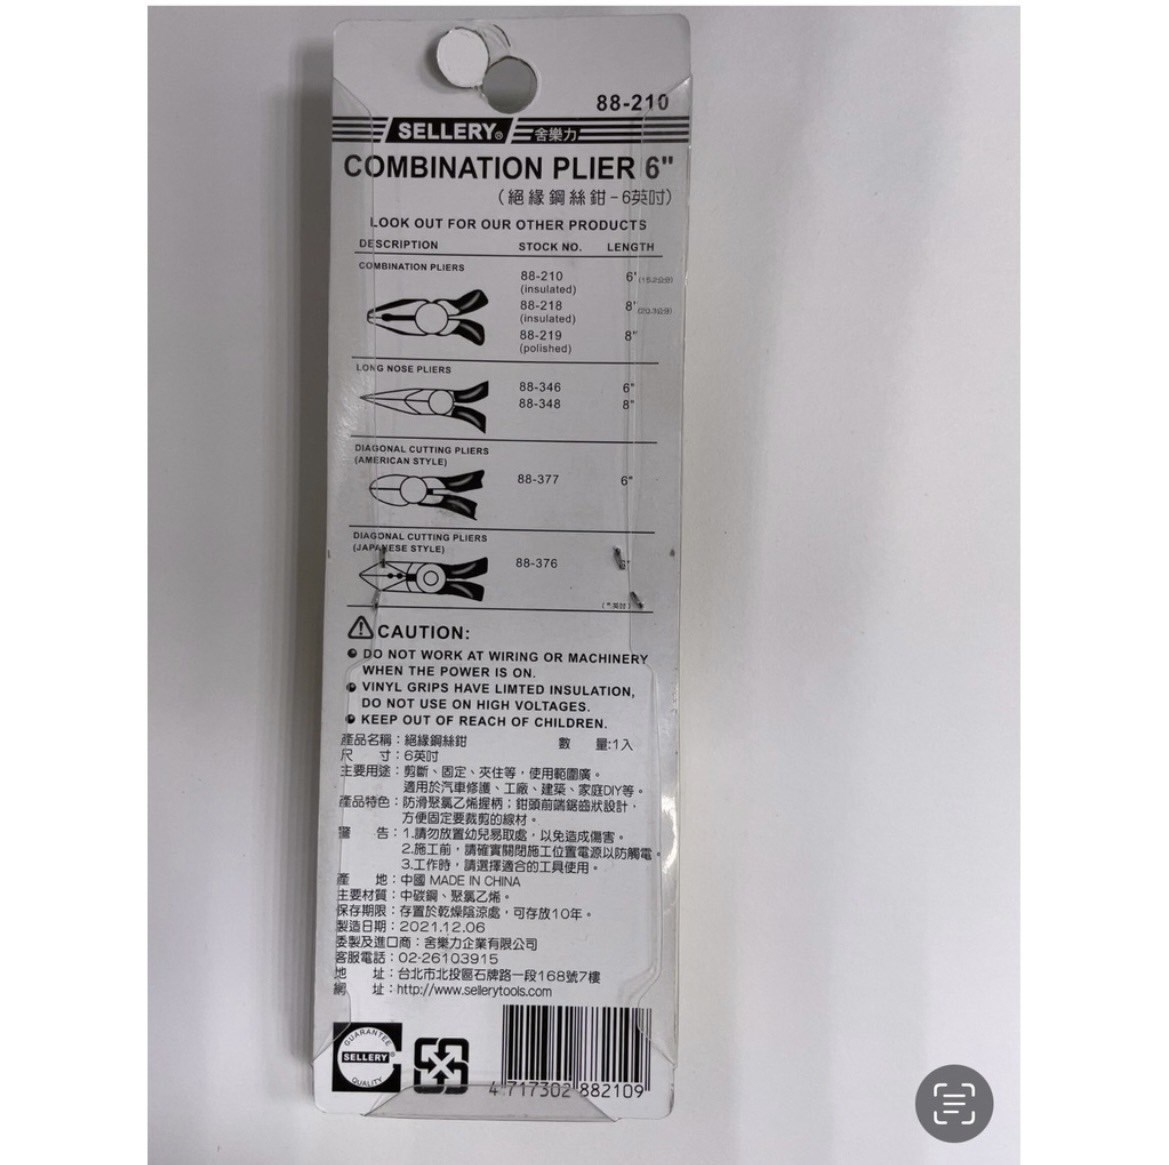 88-210
SELLERY® 舍樂力
COMBINATION PLIER 6"
(絕緣鋼絲鉗-6英吋)
LOOK OUT FOR OUR OTHER PRODUCTS
DESCRIPTION STOCK NO. LENGTH
COMBINATION PLIERS
88-210 6'
(insulated)
88-218 8'
(insulated)
88-219 8"
(polished)
LONG NOSE PLIERS
88-346 6"
88-348 8"
DIAGONAL CUTTING PLIERS
(AMERICAN STYLE)
88-377 6"
DIAGONAL CUTTING PLIERS
(JAPANESE STYLE)
88-376
("英吋)
CAUTION:
DO NOT WORK AT WIRING OR MACHINERY
WHEN THE POWER IS ON.
VINYL GRIPS HAVE LIMTED INSULATION,
DO NOT USE ON HIGH VOLTAGES.
KEEP OUT OF REACH OF CHILDREN.
產品名稱：絕緣鋼絲鉗 數 量:1入
尺 寸：6英吋
主要用途：剪斷、固定、夾住等，使用範圍廣。
適用於汽車修護、工廠、建築、家庭DIY等。
產品特色：防滑聚氯乙烯握柄；鉗頭前端鋸齒狀設計，
方便固定要裁剪的線材。
警 告：1.請勿放置幼兒易取處，以免造成傷害。
2.施工前，請確實關閉施工位置電源以防觸電。
3.工作時，請選擇適合的工具使用。
產 地：中國 MADE IN CHINA
主要材質：中碳鋼、聚氯乙烯。
保存期限：存置於乾燥陰涼處，可存放10年。
製造日期：2021.12.06
委製及進口商：舍樂力企業有限公司
客服電話：02-26103915
地 址：台北市北投區石牌路一段168號7樓
網 址：http://www.sellerytools.com
GUARANTEE
SELLERY®
QUALITY
4 717302 882109